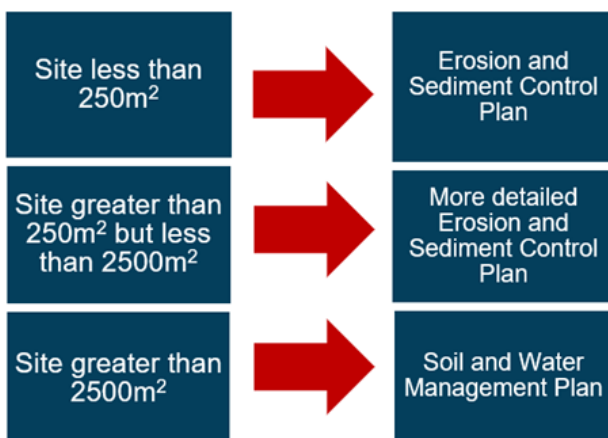 Site less than
250m²
Erosion and
Sediment Control
Plan
Site greater than
250m² but less
than 2500m²
More detailed
Erosion and
Sediment Control
Plan
Site greater than
2500m²
Soil and Water
Management Plan